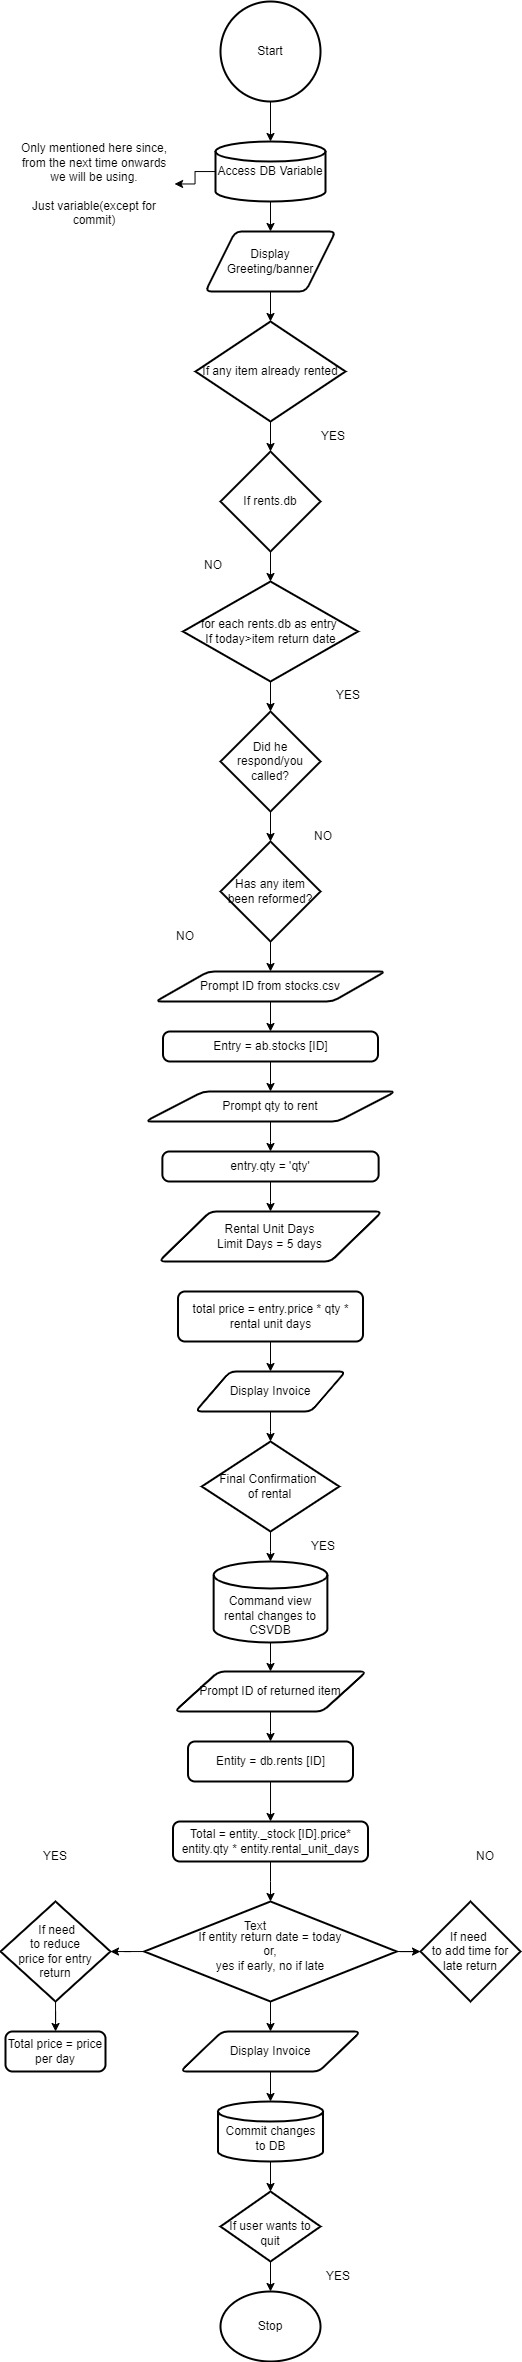 Start
Only mentioned here since,
from the next time onwards
we will be using.
Just variable(except for
commit)
Access DB Variable
Display
Greeting/banner
If any item already rented
YES
If rents.db
NO
for each rents.db as entry
If today>item return date
YES
Did he
respond/you
called?
NO
Has any item
been reformed?
NO
Prompt ID from stocks.csv
Entry = ab.stocks [ID]
Prompt qty to rent
entry.qty = 'qty'
Rental Unit Days
Limit Days = 5 days
total price = entry.price * qty *
rental unit days
Display Invoice
Final Confirmation
of rental
YES
Command view
rental changes to
CSVDB
Prompt ID of returned item
Entity = db.rents [ID]
Total = entity._stock [ID].price*
entity.qty * entity.rental_unit_days
YES
NO
If need
to reduce
price for entry
return
Text
If entity return date = today
or,
yes if early, no if late
If need
to add time for
late return
Total price = price
per day
Display Invoice
Commit changes
to DB
If user wants to
quit
YES
Stop